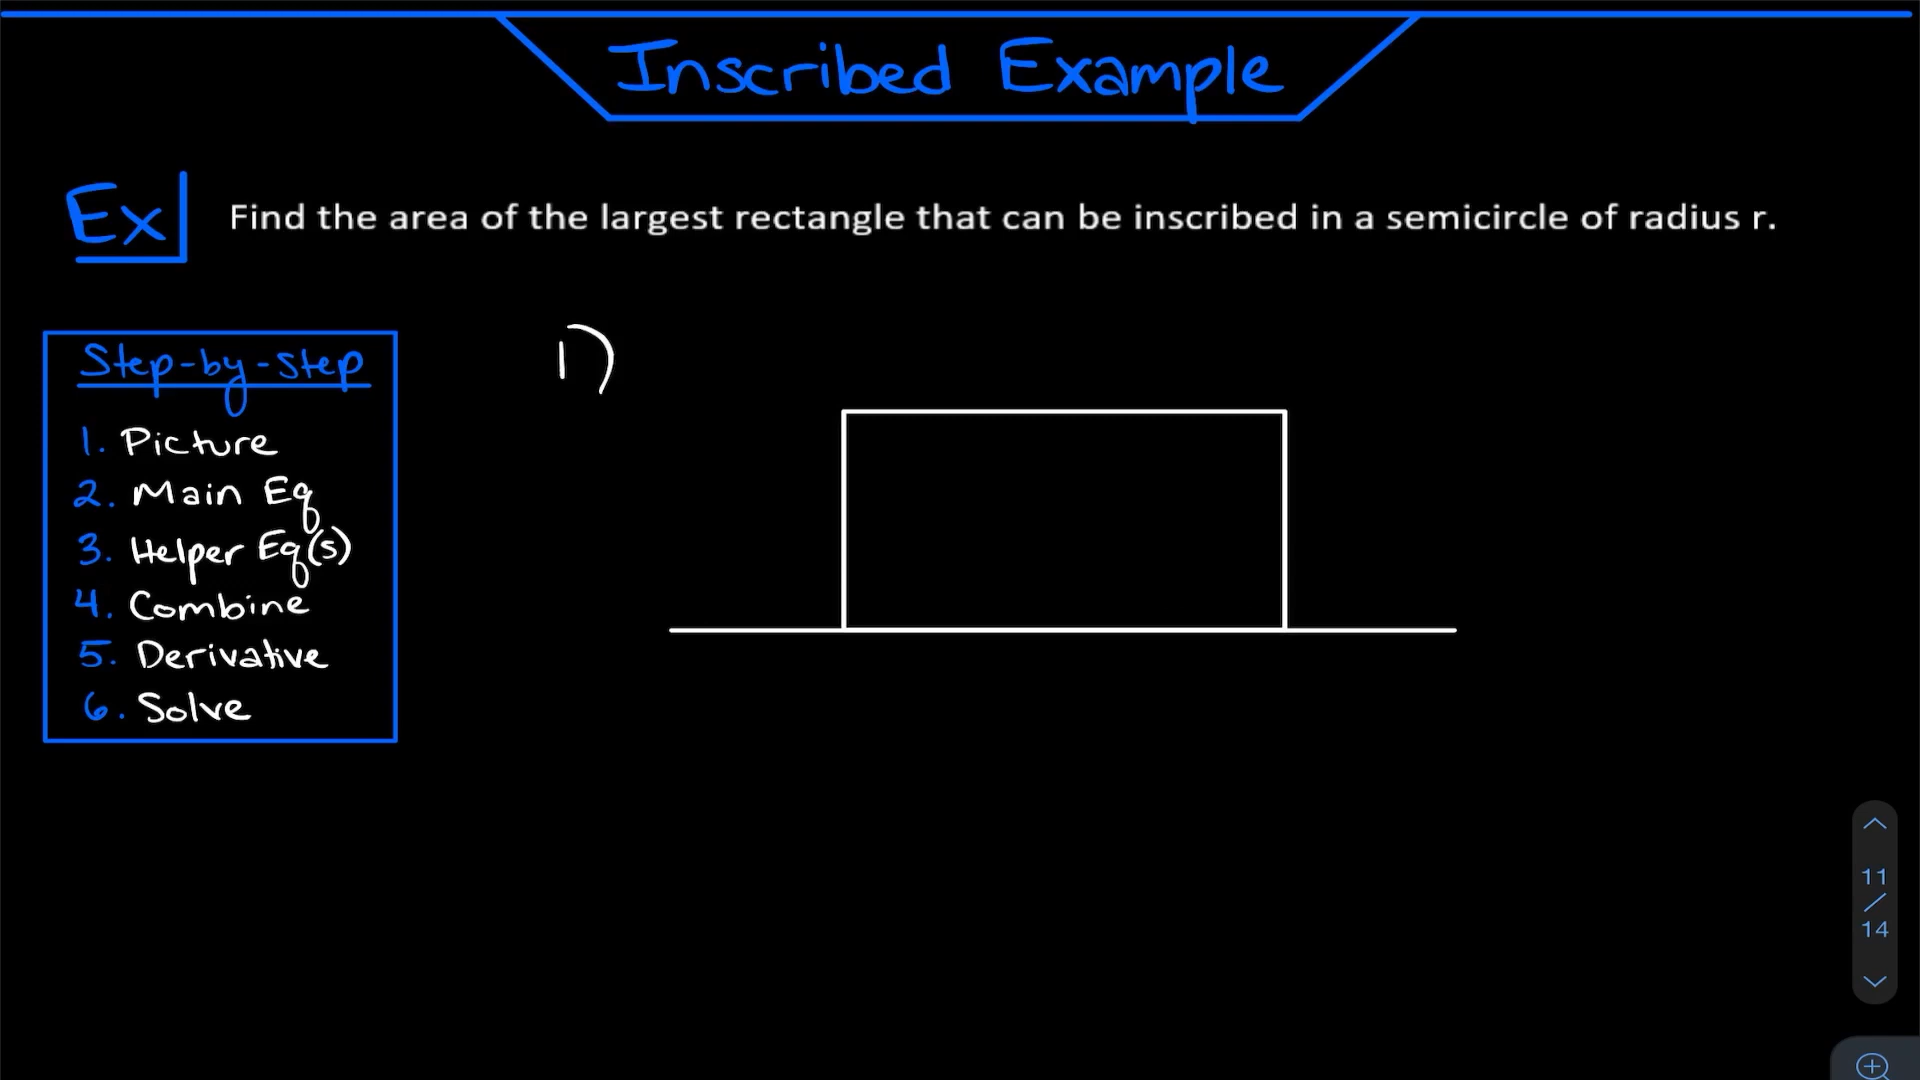 Inscribed Example
Ex
Find the area of the largest rectangle that can be inscribed in a semicircle of radius r.
Step-by-step
1. Picture
2. Main Eq
3. Helper Eq(s)
4. Combine
5. Derivative
6. Solve
1)
11
/
14